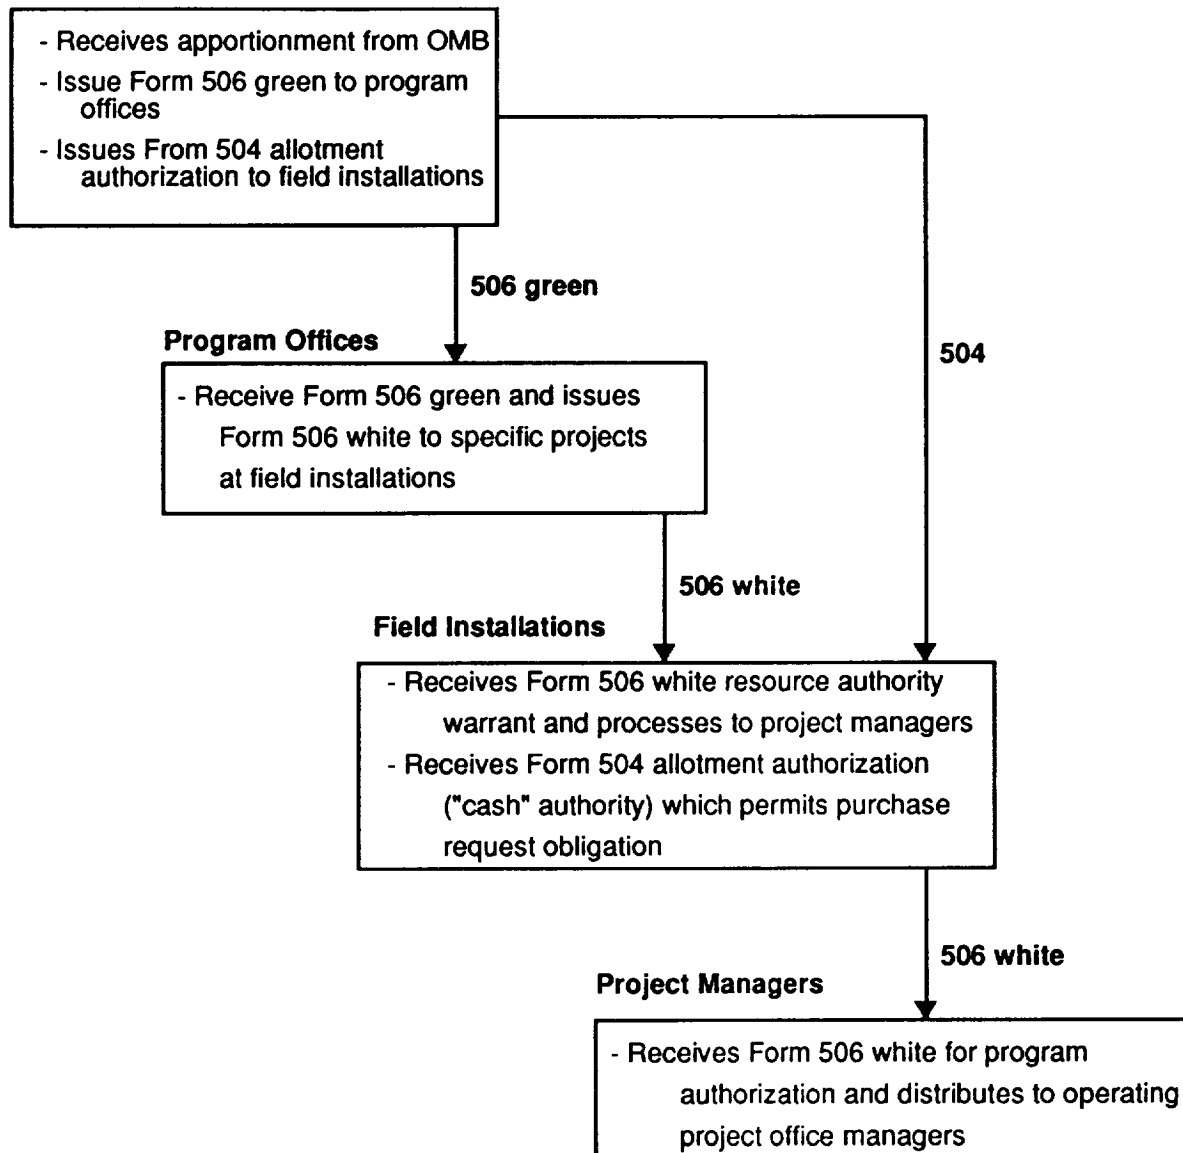 - Receives apportionment from OMB
- Issue Form 506 green to program
offices
- Issues From 504 allotment
authorization to field installations
506 green
504
Program Offices
- Receive Form 506 green and issues
Form 506 white to specific projects
at field installations
506 white
Field Installations
- Receives Form 506 white resource authority
warrant and processes to project managers
- Receives Form 504 allotment authorization
("cash" authority) which permits purchase
request obligation
506 white
Project Managers
- Receives Form 506 white for program
authorization and distributes to operating
project office managers